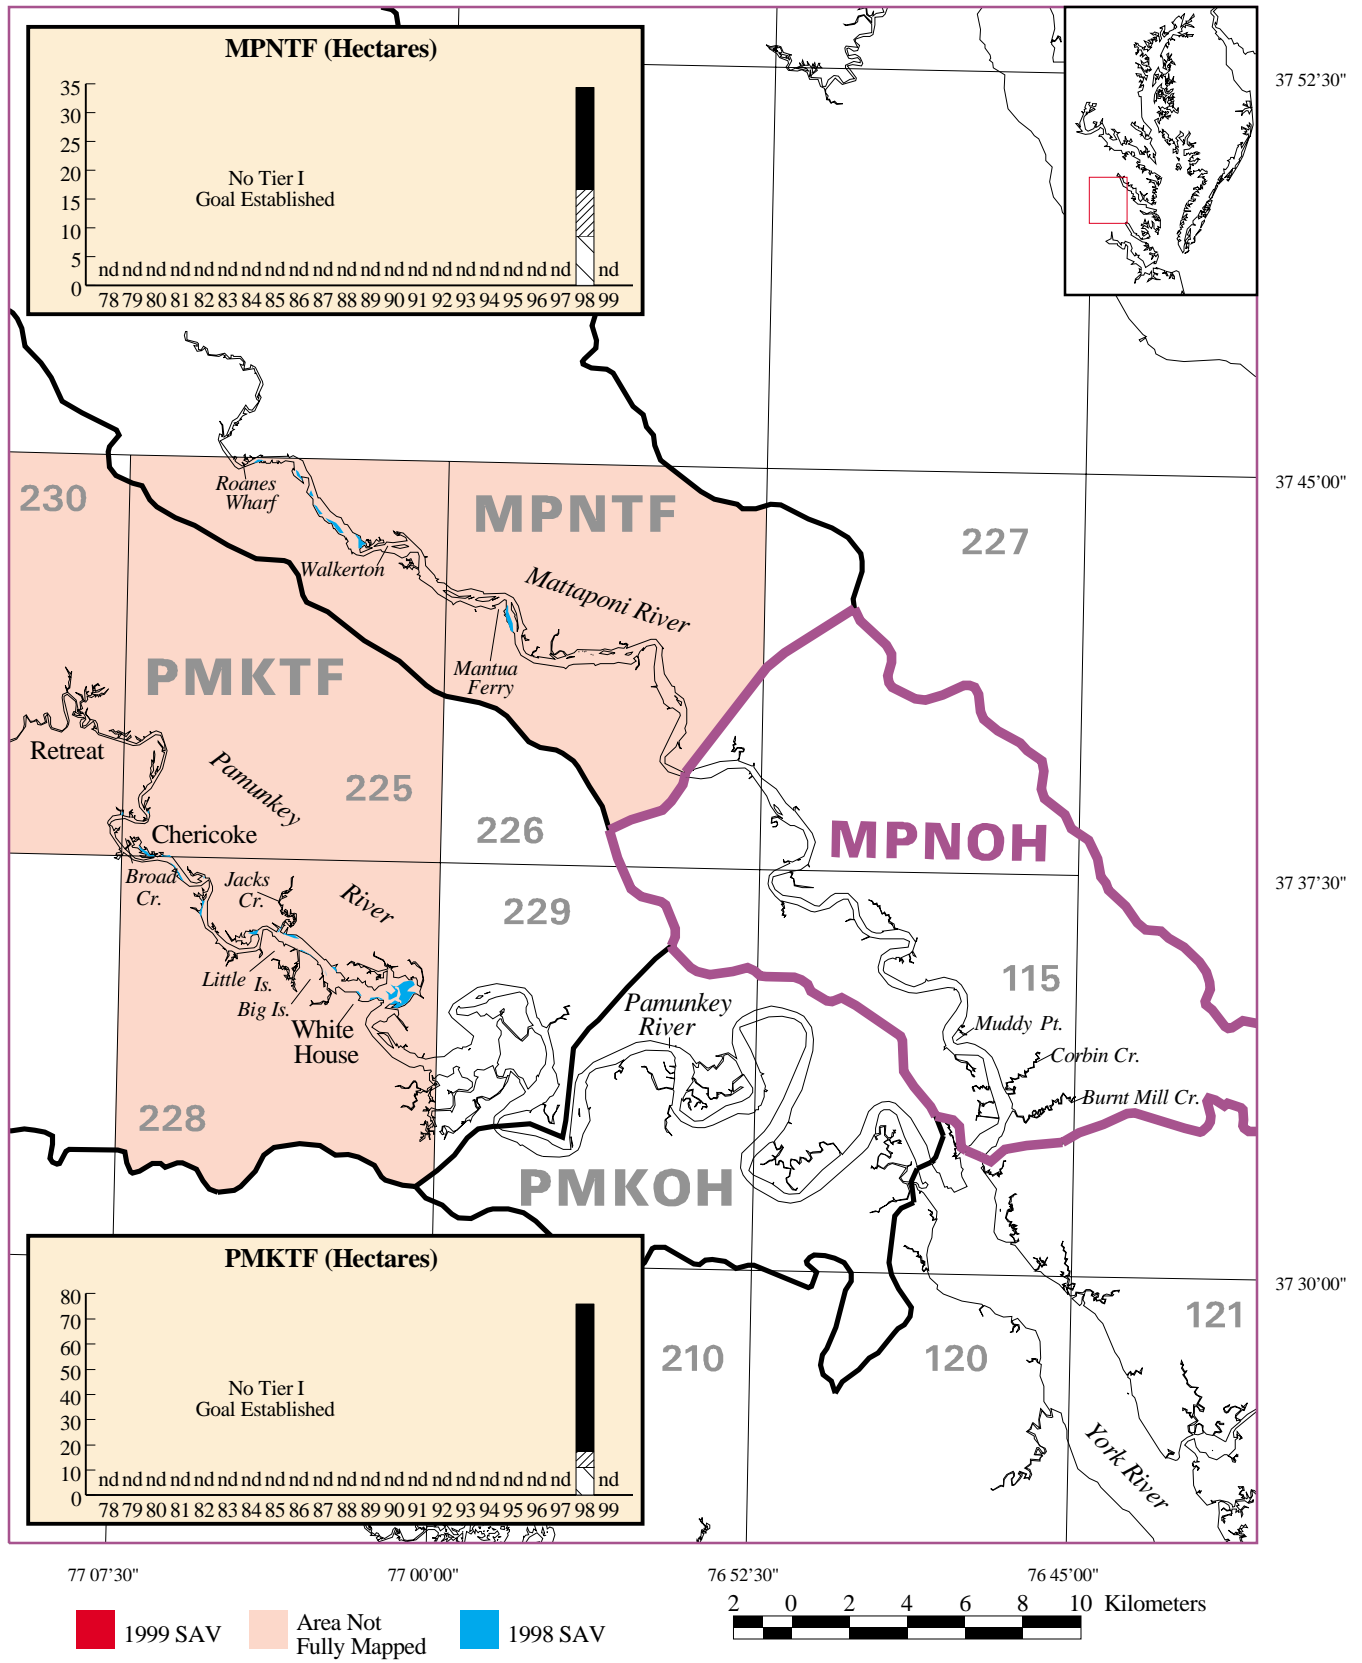 MPNTF (Hectares)
35
30
25
20
15
10
5
0
No Tier I
Goal Established
nd nd nd nd nd nd nd nd nd nd nd nd nd nd nd nd nd nd nd nd nd
78 79 80 81 82 83 84 85 86 87 88 89 90 91 92 93 94 95 96 97 98 99
37 52'30"
37 45'00"
37 37'30"
37 30'00"
230
Roanes
Wharf
MPNTF
227
Walkerton
Mattaponi River
Mantua
Ferry
PMKTF
Retreat
Pamunkey
River
225
226
Chericoke
MPNOH
Broad
Cr.
Jacks
Cr.
229
Little Is.
Big Is.
White
House
Pamunkey
River
115
Muddy Pt.
Corbin Cr.
Burnt Mill Cr.
228
PMKOH
PMKTF (Hectares)
80
70
60
50
40
30
20
10
0
No Tier I
Goal Established
nd nd nd nd nd nd nd nd nd nd nd nd nd nd nd nd nd nd nd nd nd
78 79 80 81 82 83 84 85 86 87 88 89 90 91 92 93 94 95 96 97 98 99
210
120
121
York River
77 07'30"
77 00'00"
76 52'30"
76 45'00"
1999 SAV
Area Not
Fully Mapped
1998 SAV
2 0 2 4 6 8 10 Kilometers